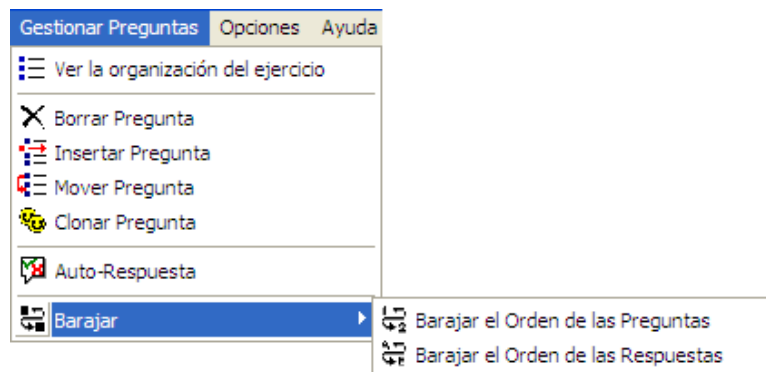 Gestionar Preguntas Opciones Ayuda
Ver la organización del ejercicio
Borrar Pregunta
Insertar Pregunta
Mover Pregunta
Clonar Pregunta
Auto-Respuesta
Barajar
Barajar el Orden de las Preguntas
Barajar el Orden de las Respuestas